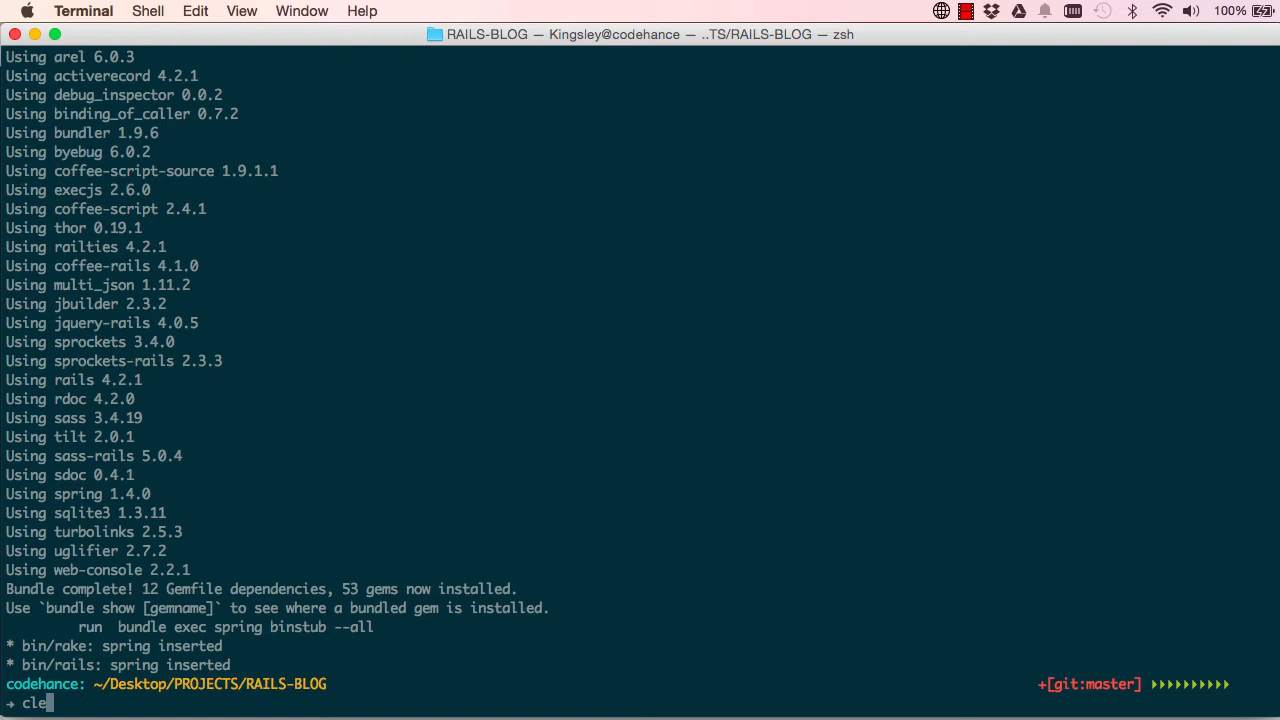 Terminal Shell Edit View Window Help 100%
RAILS-BLOG — Kingsley@codehance — ..TS/RAILS-BLOG — zsh
Using arel 6.0.3
Using activerecord 4.2.1
Using debug_inspector 0.0.2
Using binding_of_caller 0.7.2
Using bundler 1.9.6
Using byebug 6.0.2
Using coffee-script-source 1.9.1.1
Using execjs 2.6.0
Using coffee-script 2.4.1
Using thor 0.19.1
Using railties 4.2.1
Using coffee-rails 4.1.0
Using multi_json 1.11.2
Using jbuilder 2.3.2
Using jquery-rails 4.0.5
Using sprockets 3.4.0
Using sprockets-rails 2.3.3
Using rails 4.2.1
Using rdoc 4.2.0
Using sass 3.4.19
Using tilt 2.0.1
Using sass-rails 5.0.4
Using sdoc 0.4.1
Using spring 1.4.0
Using sqlite3 1.3.11
Using turbolinks 2.5.3
Using uglifier 2.7.2
Using web-console 2.2.1
Bundle complete! 12 Gemfile dependencies, 53 gems now installed.
Use `bundle show [gemname]` to see where a bundled gem is installed.
run bundle exec spring binstub --all
* bin/rake: spring inserted
* bin/rails: spring inserted
codehance: ~/Desktop/PROJECTS/RAILS-BLOG +[git:master]
→ cle